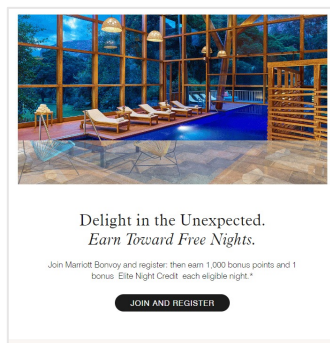 Delight in the Unexpected.
Earn Toward Free Nights.
Join Marriott Bonvoy and register: then earn 1,000 bonus points and 1
bonus Elite Night Credit each eligible night.*
JOIN AND REGISTER